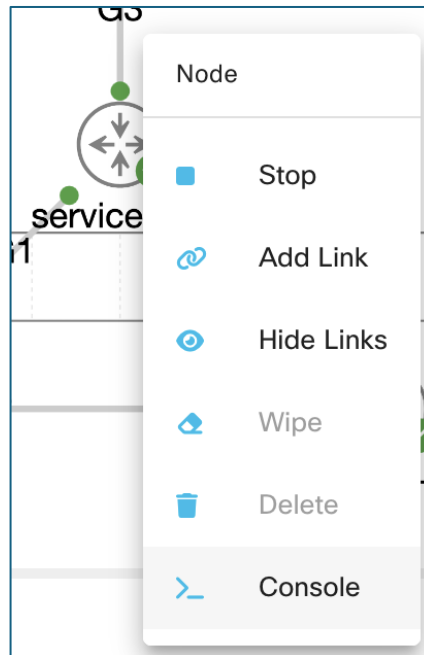 G3
Node
Stop
service
Add Link
Hide Links
Wipe
Delete
Console